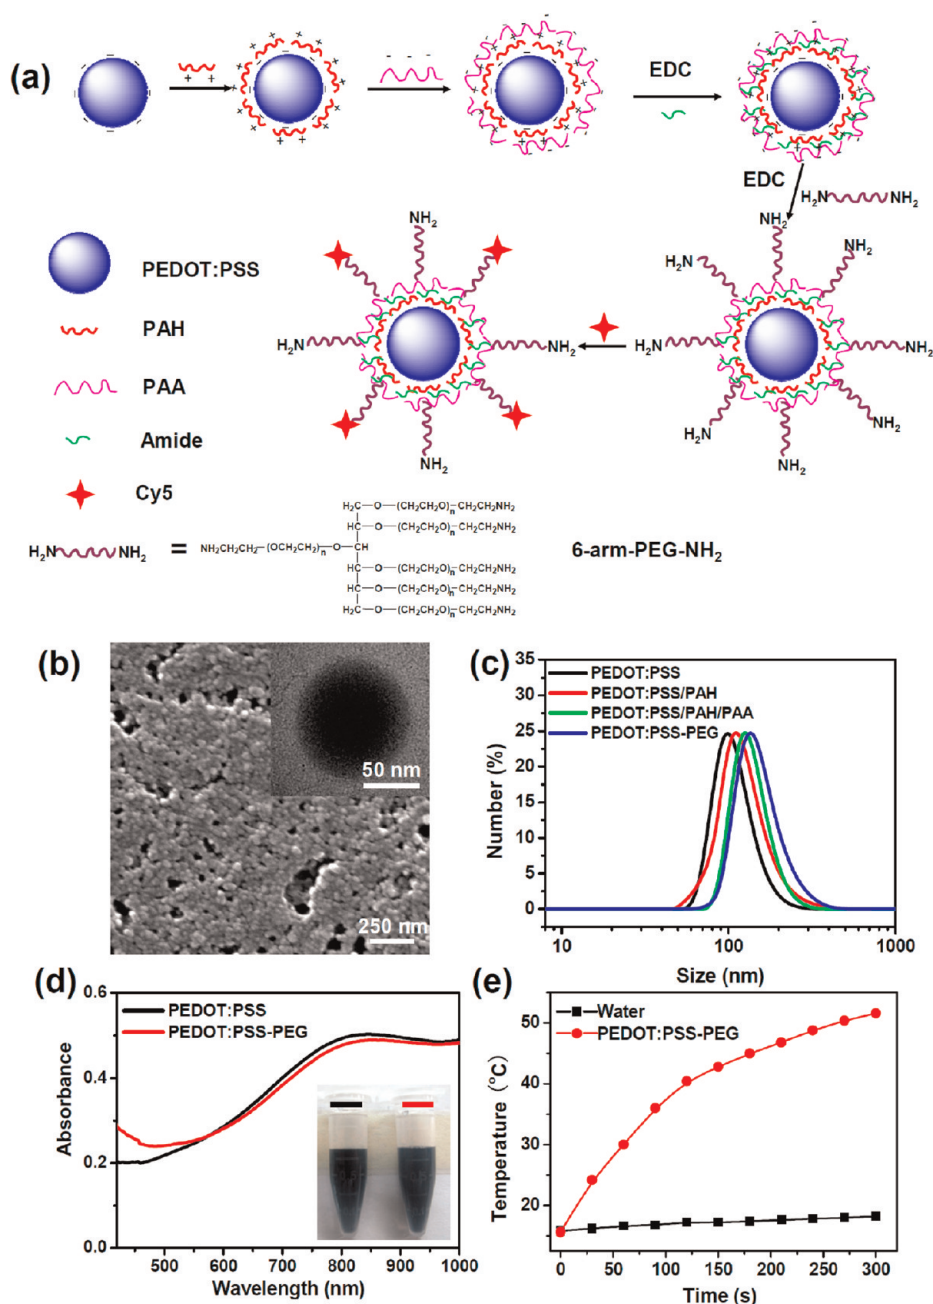 (a)
EDC
EDC
H2N NH2
NH2
H2N
NH2
H2N
NH2
H2N
NH2
NH2
NH2
H2N
NH2
NH2
PEDOT:PSS
PAH
PAA
Amide
Cy5
H2N NH2 =
H2C—O—(CH2CH2O)n—CH2CH2NH2
HC—O—(CH2CH2O)n—CH2CH2NH2
NH2CH2CH2—(OCH2CH2)n—O—CH
HC—O—(CH2CH2O)n—CH2CH2NH2
HC—O—(CH2CH2O)n—CH2CH2NH2
H2C—O—(CH2CH2O)n—CH2CH2NH2
6-arm-PEG-NH2
(b)
50 nm
250 nm
(c)
PEDOT:PSS
PEDOT:PSS/PAH
PEDOT:PSS/PAH/PAA
PEDOT:PSS-PEG
Number (%)
35
30
25
20
15
10
5
0
10 100 1000
Size (nm)
(d)
PEDOT:PSS
PEDOT:PSS-PEG
Absorbance
0.6
0.4
0.2
0.0
500 600 700 800 900 1000
Wavelength (nm)
(e)
Water
PEDOT:PSS-PEG
Temperature (°C)
50
40
30
20
0 50 100 150 200 250 300
Time (s)